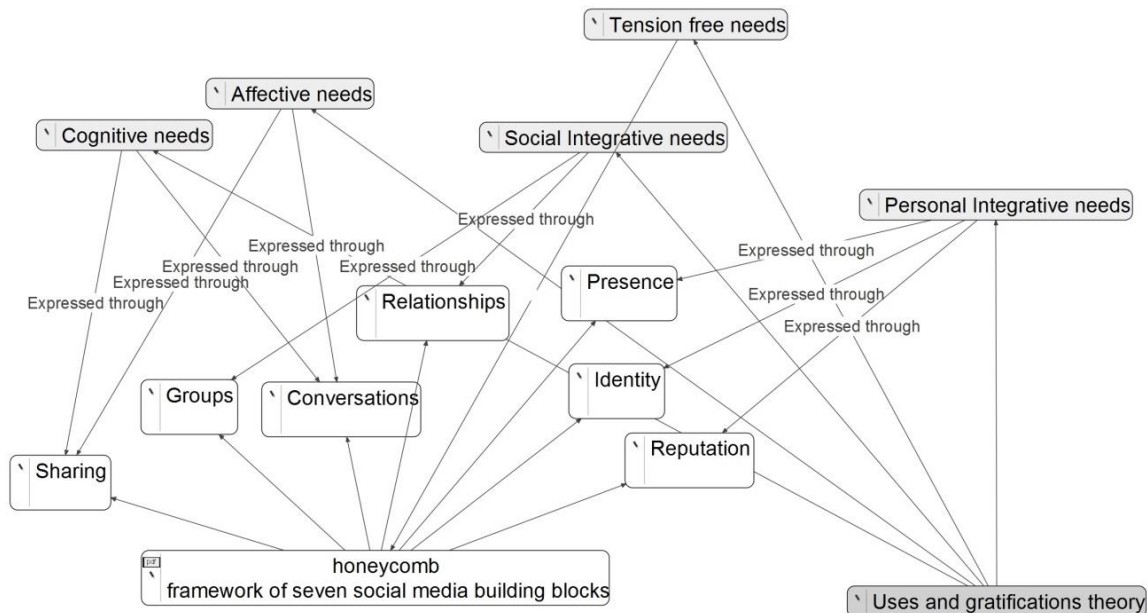 Tension free needs
Affective needs
Cognitive needs
Social Integrative needs
Personal Integrative needs
Expressed through
Expressed through
Expressed through
Expressed through
Expressed through
Expressed through
Expressed through
Expressed through
Expressed through
Presence
Relationships
Identity
Groups
Conversations
Reputation
Sharing
pdf
honeycomb
framework of seven social media building blocks
Uses and gratifications theory